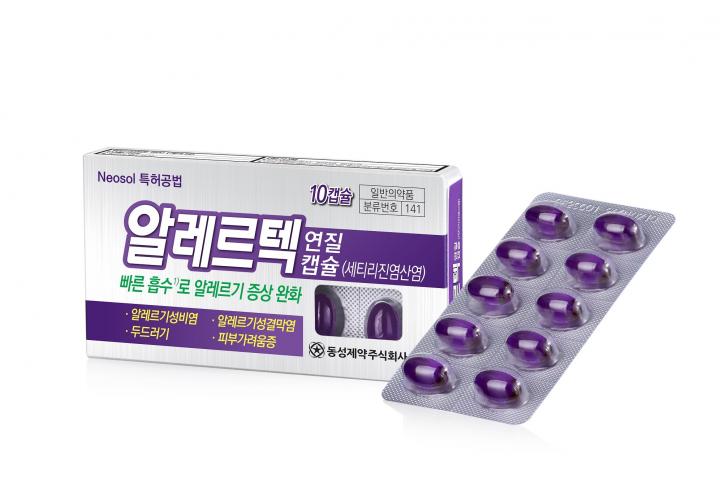 Neosol 특허공법
10캡슐
일반의약품
분류번호 141
알레르텍 연질
캡슐 (세티리진염산염)
빠른 흡수¹⁾로 알레르기 증상 완화
· 알레르기성비염 · 알레르기성결막염
· 두드러기 · 피부가려움증
동성제약주식회사